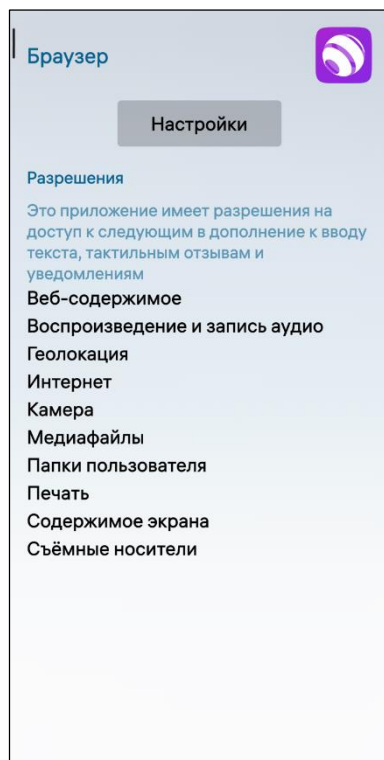 Браузер
Настройки
Разрешения
Это приложение имеет разрешения на
доступ к следующим в дополнение к вводу
текста, тактильным отзывам и
уведомлениям
Веб-содержимое
Воспроизведение и запись аудио
Геолокация
Интернет
Камера
Медиафайлы
Папки пользователя
Печать
Содержимое экрана
Съёмные носители